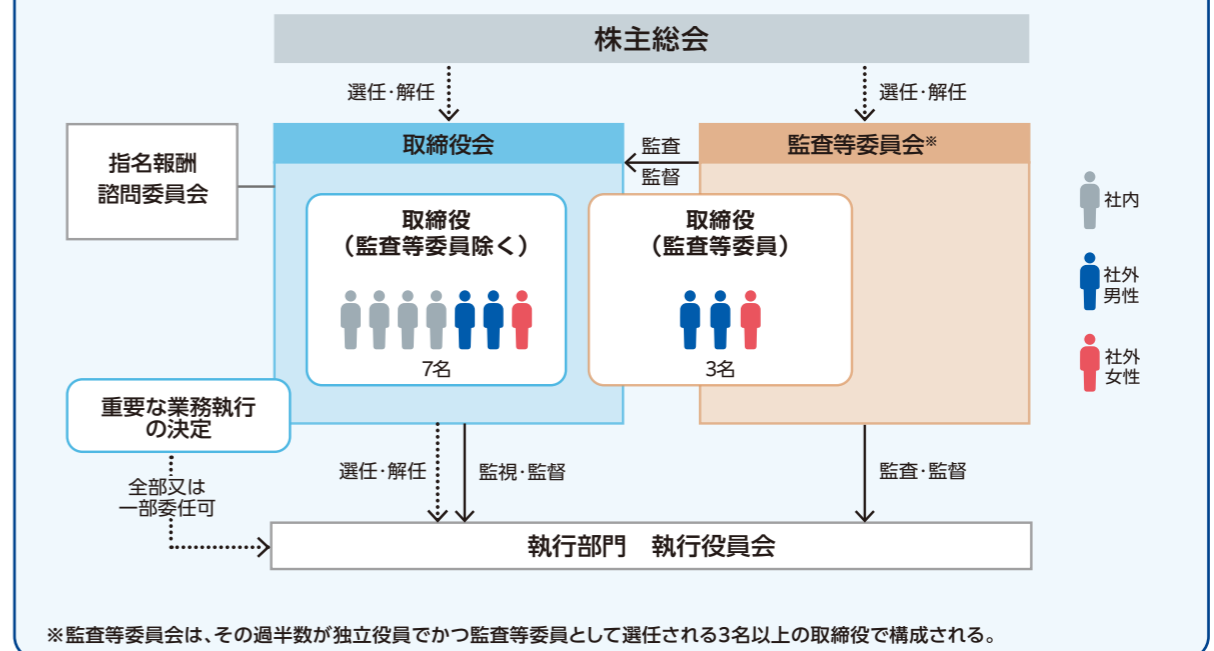 株主総会
選任・解任
選任・解任
指名報酬
諮問委員会
取締役会
監査
監督
監査等委員会※
取締役
（監査等委員除く）
7名
取締役
（監査等委員）
3名
社内
社外
男性
社外
女性
重要な業務執行
の決定
全部又は
一部委任可
選任・解任
監視・監督
監査・監督
執行部門　執行役員会
※監査等委員会は、その過半数が独立役員でかつ監査等委員として選任される3名以上の取締役で構成される。